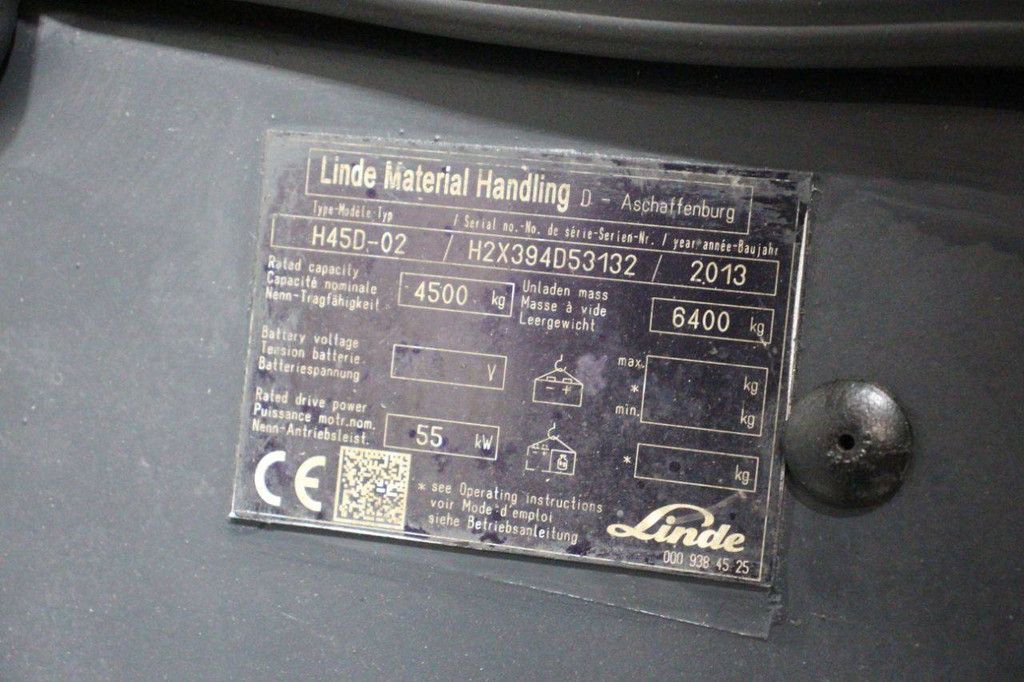 Linde Material Handling D - Aschaffenburg
Type-Modèle-Typ / Serial no.-No. de série-Serien-Nr. / year année-Baujahr
H45D-02 / H2X394D53132 / 2013
Rated capacity
Capacité nominale
Nenn-Tragfähigkeit
4500 kg
Unladen mass
Masse à vide
Leergewicht
6400 kg
Battery voltage
Tension batterie
Batteriespannung
V
- +
max.
*
min.
kg
kg
Rated drive power
Puissance motr.nom.
Nenn-Antriebsleist.
55 kW
* kg
CE
* see Operating instructions
voir Mode d'emploi
siehe Betriebsanleitung
Linde
000 938 45 25